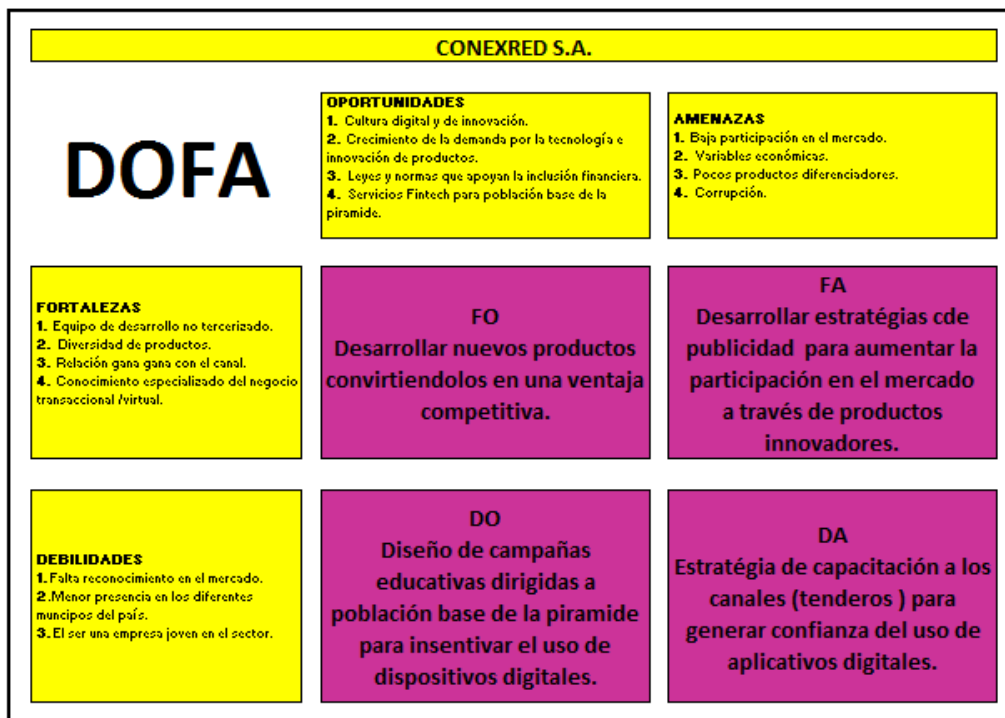 CONEXRED S.A.
DOFA
OPORTUNIDADES
1. Cultura digital y de innovación.
2. Crecimiento de la demanda por la tecnología e
innovación de productos.
3. Leyes y normas que apoyan la inclusión financiera.
4. Servicios Fintech para población base de la
piramide.
AMENAZAS
1. Baja participación en el mercado.
2. Variables económicas.
3. Pocos productos diferenciadores.
4. Corrupción.
FORTALEZAS
1. Equipo de desarrollo no tercerizado.
2. Diversidad de productos.
3. Relación gana gana con el canal.
4. Conocimiento especializado del negocio
transaccional /virtual.
FO
Desarrollar nuevos productos
convirtiendolos en una ventaja
competitiva.
FA
Desarrollar estratégias cde
publicidad para aumentar la
participación en el mercado
a través de productos
innovadores.
DEBILIDADES
1. Falta reconocimiento en el mercado.
2.Menor presencia en los diferentes
muncipos del país.
3. El ser una empresa joven en el sector.
DO
Diseño de campañas
educativas dirigidas a
población base de la piramide
para insentivar el uso de
dispositivos digitales.
DA
Estratégia de capacitación a los
canales (tenderos ) para
generar confianza del uso de
aplicativos digitales.